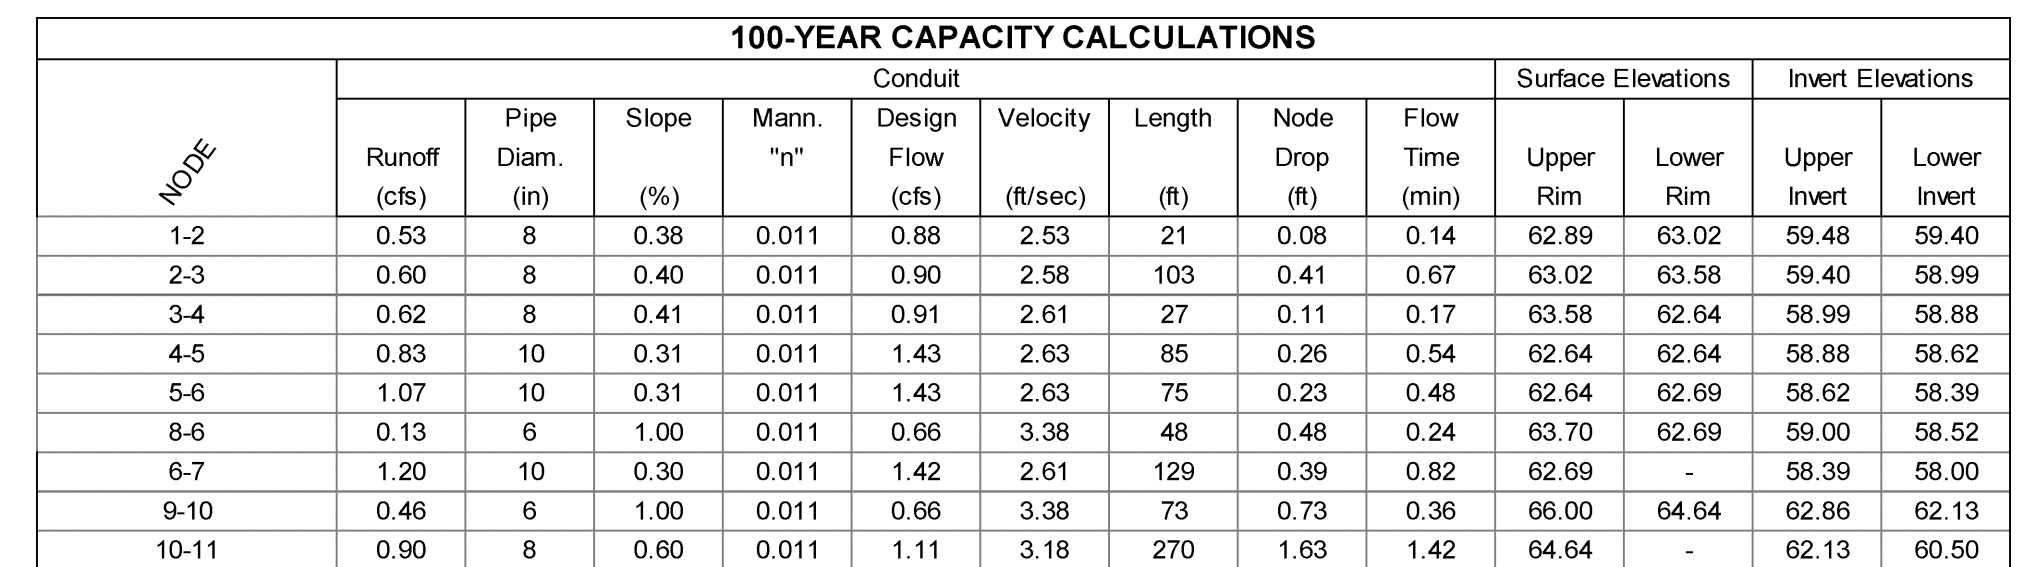 100-YEAR CAPACITY CALCULATIONS
Conduit Surface Elevations Invert Elevations
Pipe Slope Mann. Design Velocity Length Node Flow
NODE Runoff Diam. "n" Flow Drop Time Upper Lower Upper Lower
(cfs) (in) (%) (cfs) (ft/sec) (ft) (ft) (min) Rim Rim Invert Invert
1-2 0.53 8 0.38 0.011 0.88 2.53 21 0.08 0.14 62.89 63.02 59.48 59.40
2-3 0.60 8 0.40 0.011 0.90 2.58 103 0.41 0.67 63.02 63.58 59.40 58.99
3-4 0.62 8 0.41 0.011 0.91 2.61 27 0.11 0.17 63.58 62.64 58.99 58.88
4-5 0.83 10 0.31 0.011 1.43 2.63 85 0.26 0.54 62.64 62.64 58.88 58.62
5-6 1.07 10 0.31 0.011 1.43 2.63 75 0.23 0.48 62.64 62.69 58.62 58.39
8-6 0.13 6 1.00 0.011 0.66 3.38 48 0.48 0.24 63.70 62.69 59.00 58.52
6-7 1.20 10 0.30 0.011 1.42 2.61 129 0.39 0.82 62.69 - 58.39 58.00
9-10 0.46 6 1.00 0.011 0.66 3.38 73 0.73 0.36 66.00 64.64 62.86 62.13
10-11 0.90 8 0.60 0.011 1.11 3.18 270 1.63 1.42 64.64 - 62.13 60.50